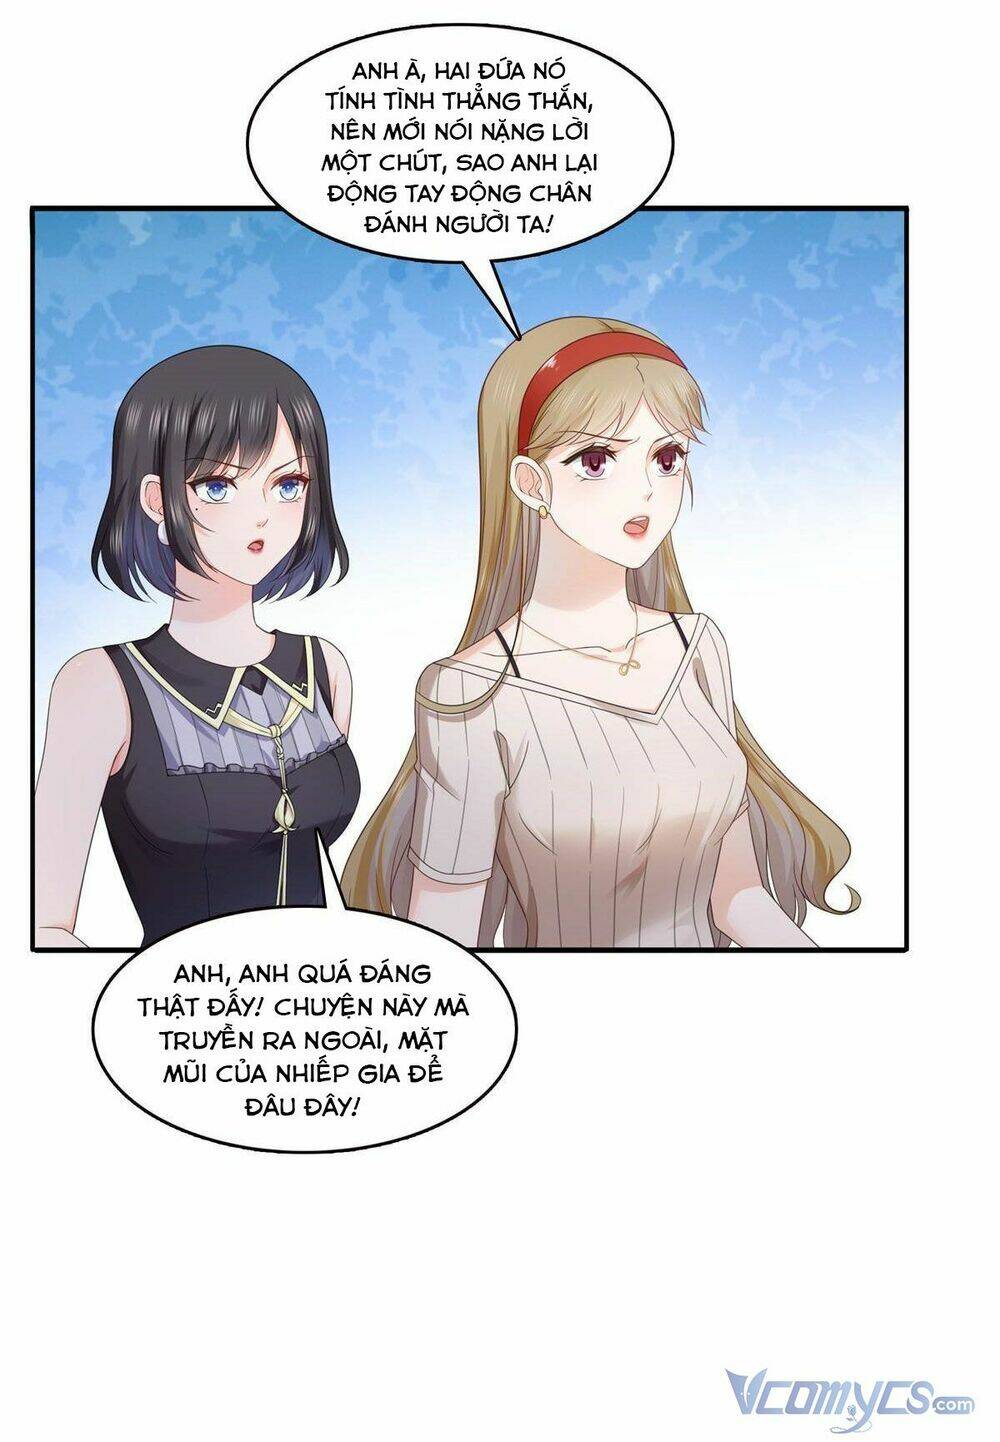 ANH À, HAI ĐỨA NÓ
TÍNH TÌNH THẲNG THẮN,
NÊN MỚI NÓI NẶNG LỜI
MỘT CHÚT, SAO ANH LẠI
ĐỘNG TAY ĐỘNG CHÂN
ĐÁNH NGƯỜI TA!
ANH, ANH QUÁ ĐÁNG
THẬT ĐẤY! CHUYỆN NÀY MÀ
TRUYỀN RA NGOÀI, MẶT
MŨI CỦA NHIẾP GIA ĐỂ
ĐÂU ĐÂY!
VCOMYCS.com